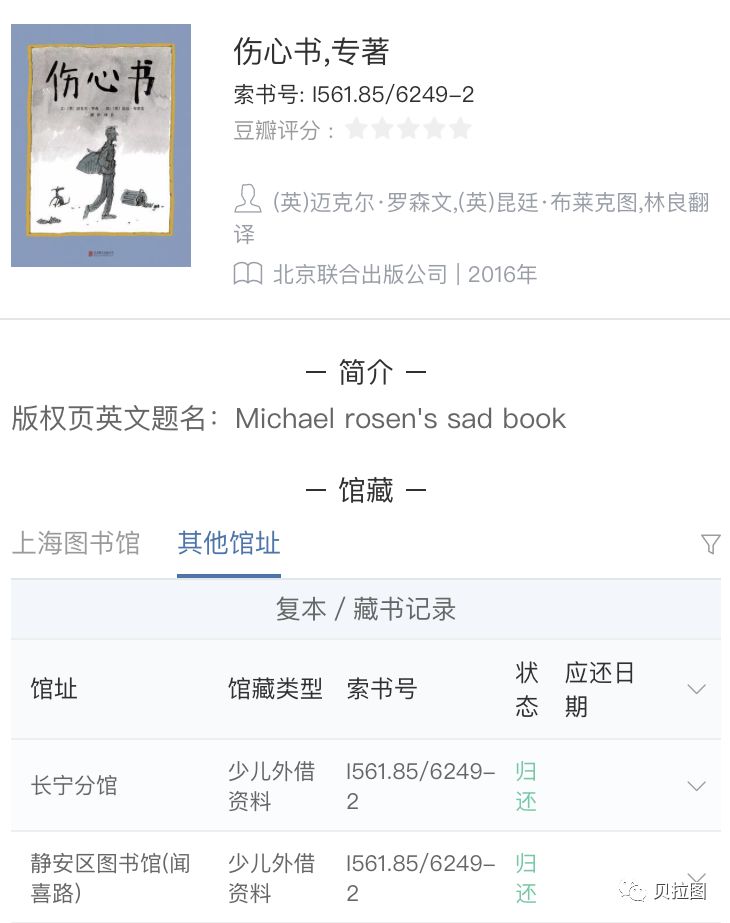 伤心书
伤心书,专著
索书号: I561.85/6249-2
豆瓣评分：
(英)迈克尔·罗森文,(英)昆廷·布莱克图,林良翻
译
北京联合出版公司 | 2016年
— 简介 —
版权页英文题名：Michael rosen's sad book
— 馆藏 —
上海图书馆 其他馆址
复本 / 藏书记录
馆址 馆藏类型 索书号 状态 应还日期
长宁分馆 少儿外借资料 I561.85/6249-2 归还
静安区图书馆(闻喜路) 少儿外借资料 I561.85/6249-2 归还
贝拉图